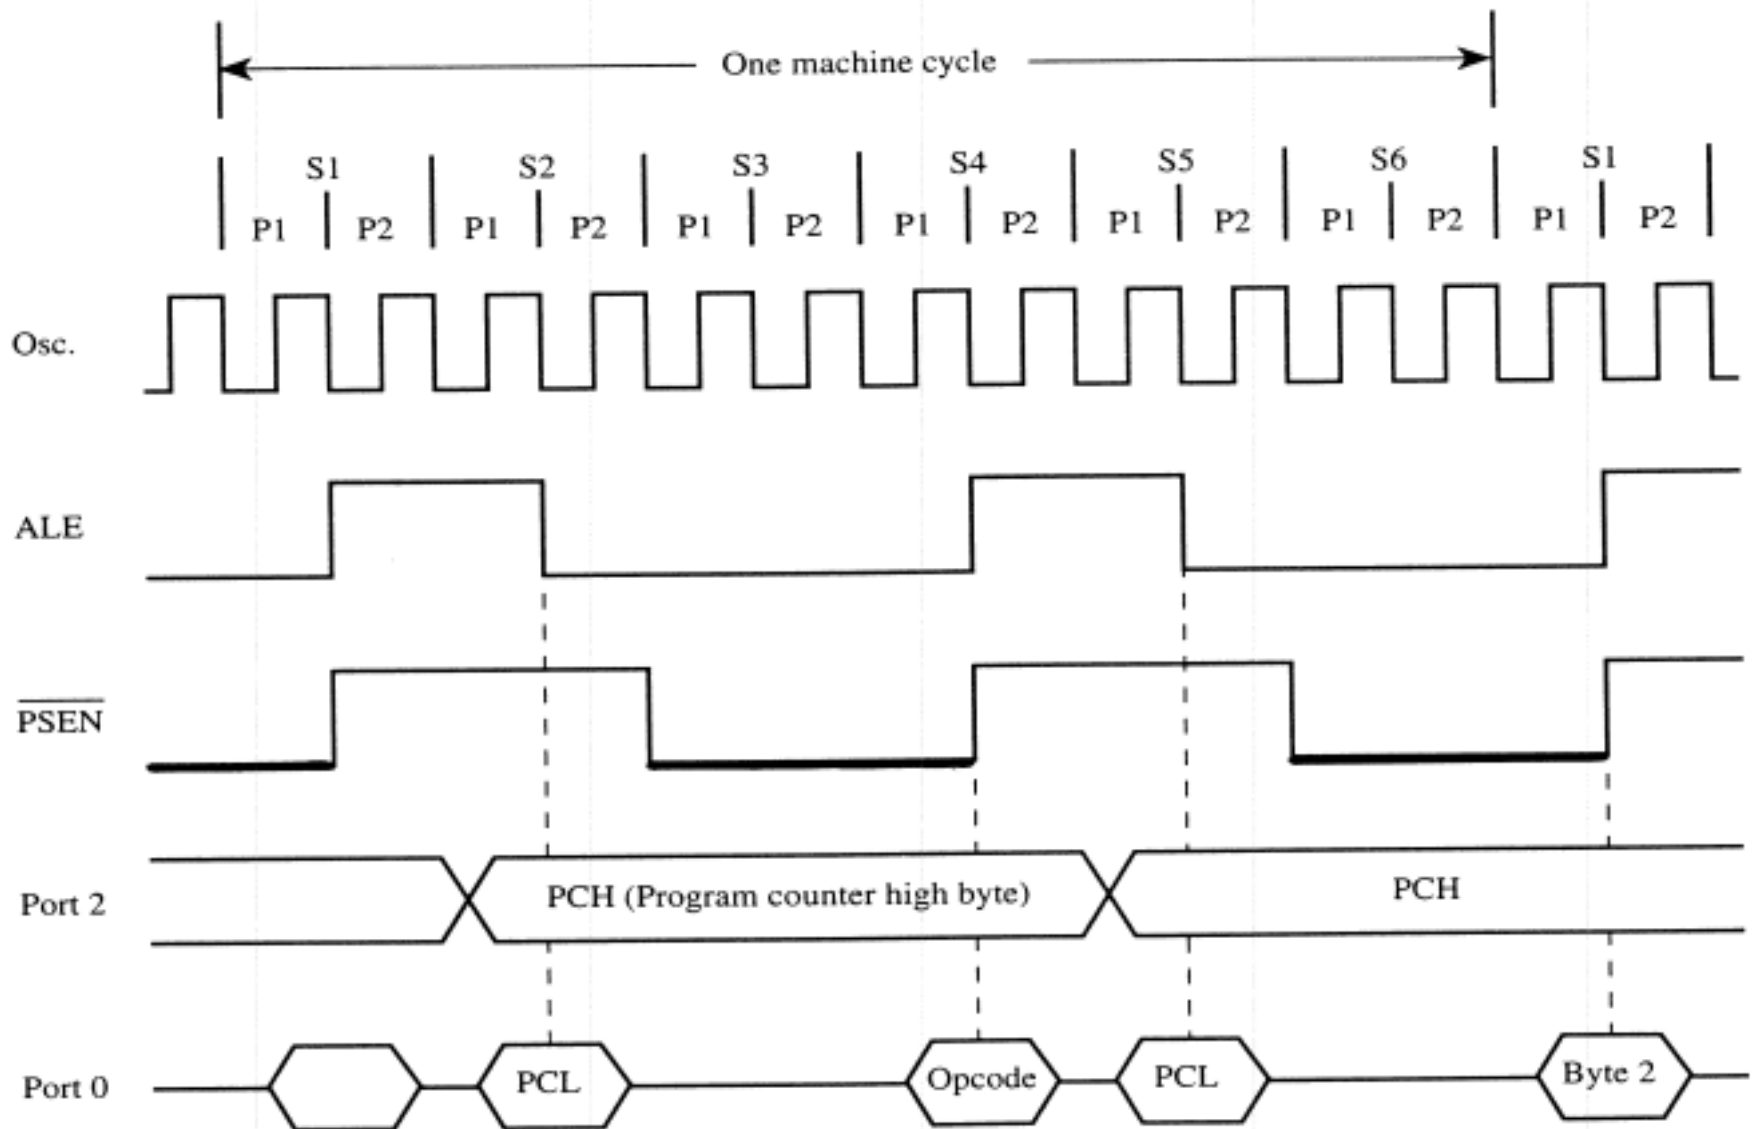 One machine cycle
S1 S2 S3 S4 S5 S6 S1
P1 P2 P1 P2 P1 P2 P1 P2 P1 P2 P1 P2 P1 P2
Osc.
ALE
PSEN
Port 2 PCH (Program counter high byte) PCH
Port 0 PCL Opcode PCL Byte 2